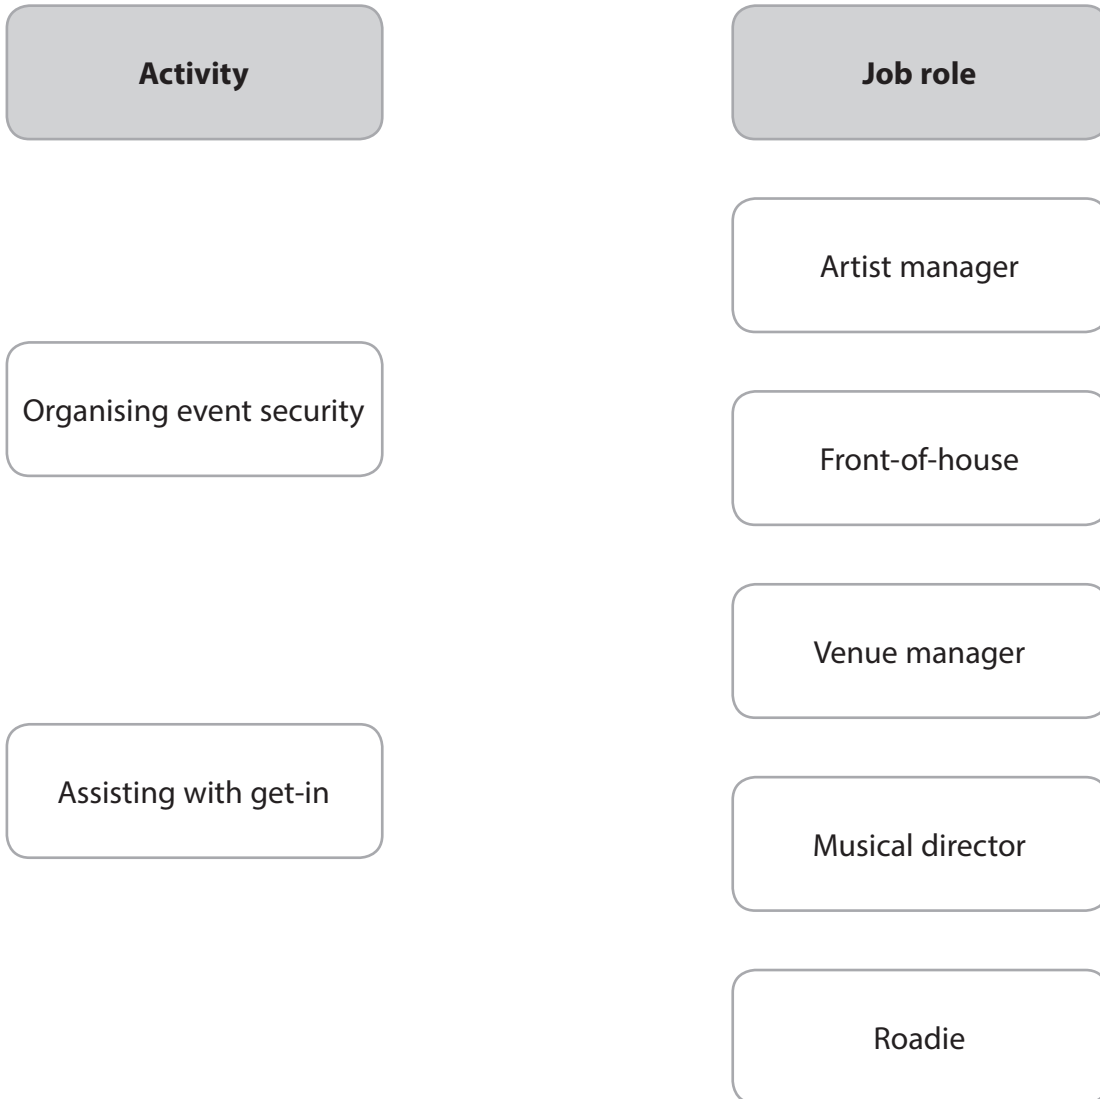 Activity
Job role
Artist manager
Organising event security
Front-of-house
Venue manager
Assisting with get-in
Musical director
Roadie